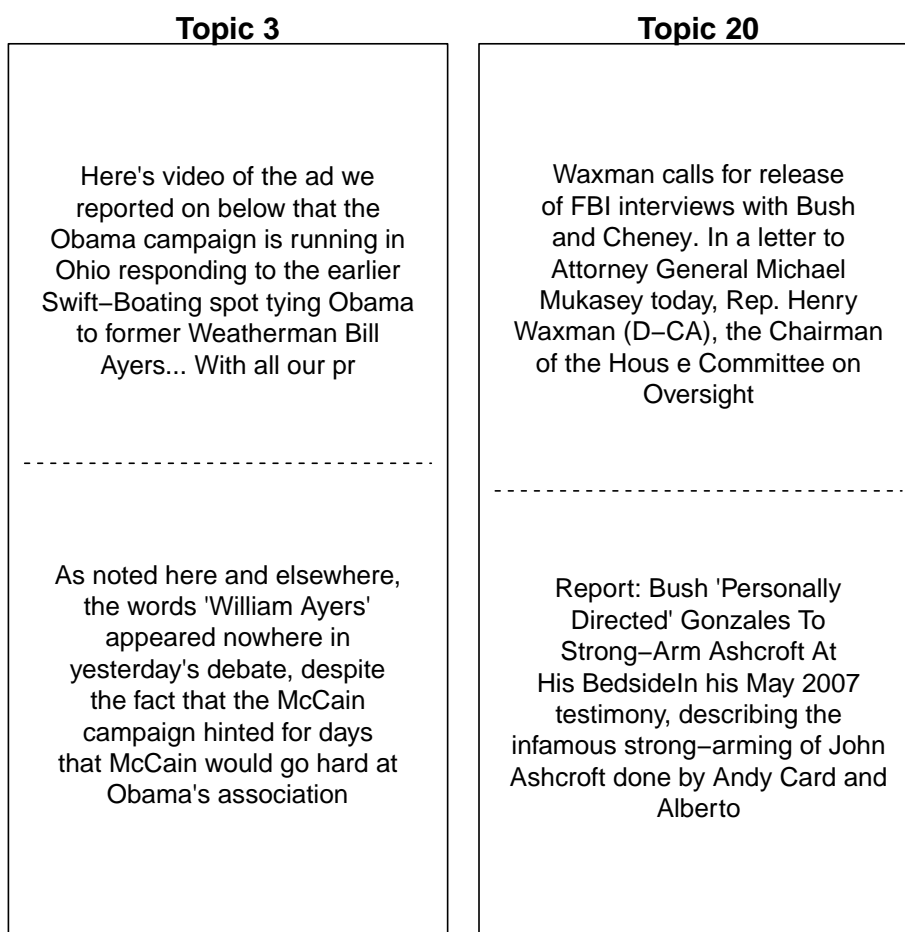 Topic 3
Here's video of the ad we
reported on below that the
Obama campaign is running in
Ohio responding to the earlier
Swift−Boating spot tying Obama
to former Weatherman Bill
Ayers... With all our pr
As noted here and elsewhere,
the words 'William Ayers'
appeared nowhere in
yesterday's debate, despite
the fact that the McCain
campaign hinted for days
that McCain would go hard at
Obama's association
Topic 20
Waxman calls for release
of FBI interviews with Bush
and Cheney. In a letter to
Attorney General Michael
Mukasey today, Rep. Henry
Waxman (D−CA), the Chairman
of the Hous e Committee on
Oversight
Report: Bush 'Personally
Directed' Gonzales To
Strong−Arm Ashcroft At
His BedsideIn his May 2007
testimony, describing the
infamous strong−arming of John
Ashcroft done by Andy Card and
Alberto